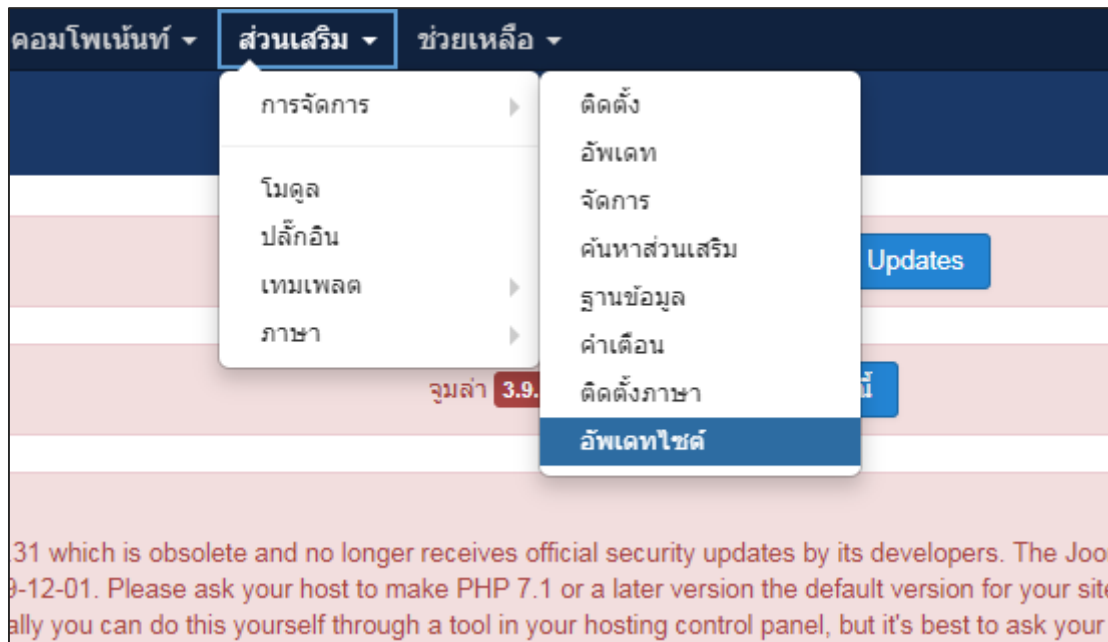 คอมโพเน้นท์
ส่วนเสริม
ช่วยเหลือ
การจัดการ
โมดูล
ปลั๊กอิน
เทมเพลต
ภาษา
ติดตั้ง
อัพเดท
จัดการ
ค้นหาส่วนเสริม
ฐานข้อมูล
ค่าเตือน
ติดตั้งภาษา
อัพเดทไซต์
Updates
จูมล่า 3.9.
นี้
.31 which is obsolete and no longer receives official security updates by its developers. The Joo
9-12-01. Please ask your host to make PHP 7.1 or a later version the default version for your site
ally you can do this yourself through a tool in your hosting control panel, but it's best to ask your